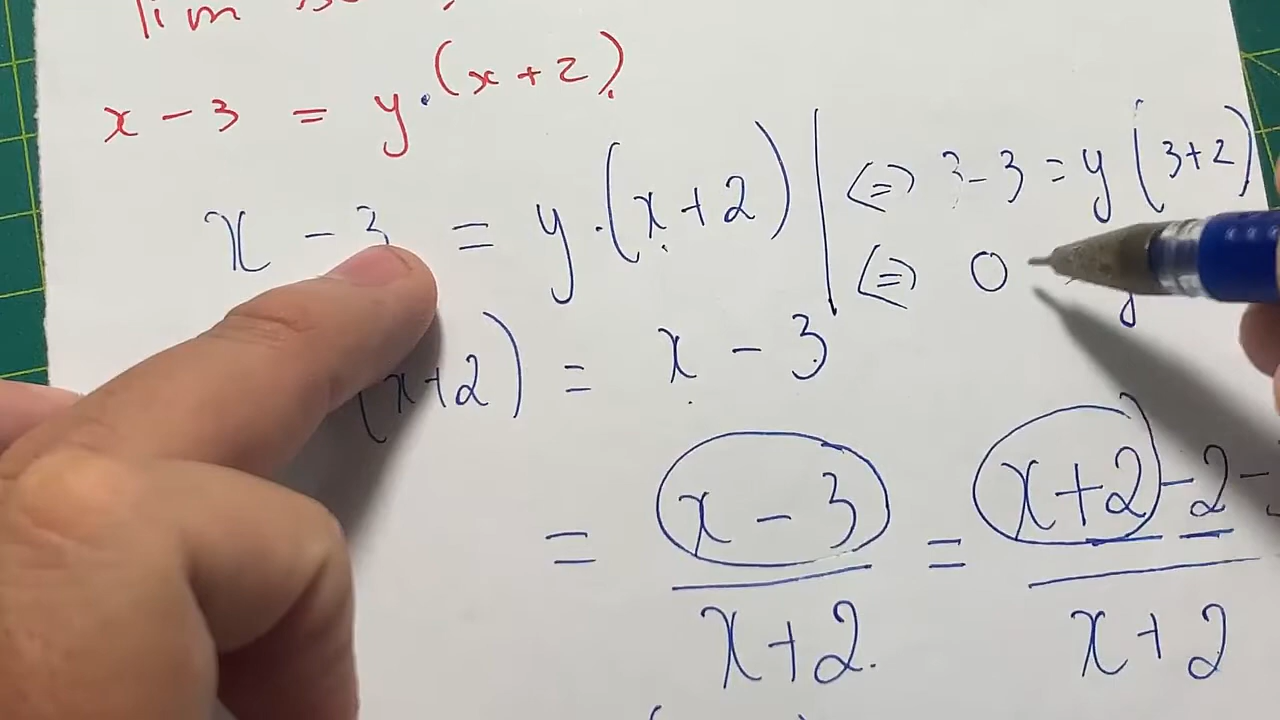 lim
x - 3 = y.(x + 2).
x - 3 = y.(x + 2) | <=> 3 - 3 = y(3+2)
<=> 0
(x+2) = x - 3
= x - 3 / x + 2. = x + 2 - 2 - / x + 2